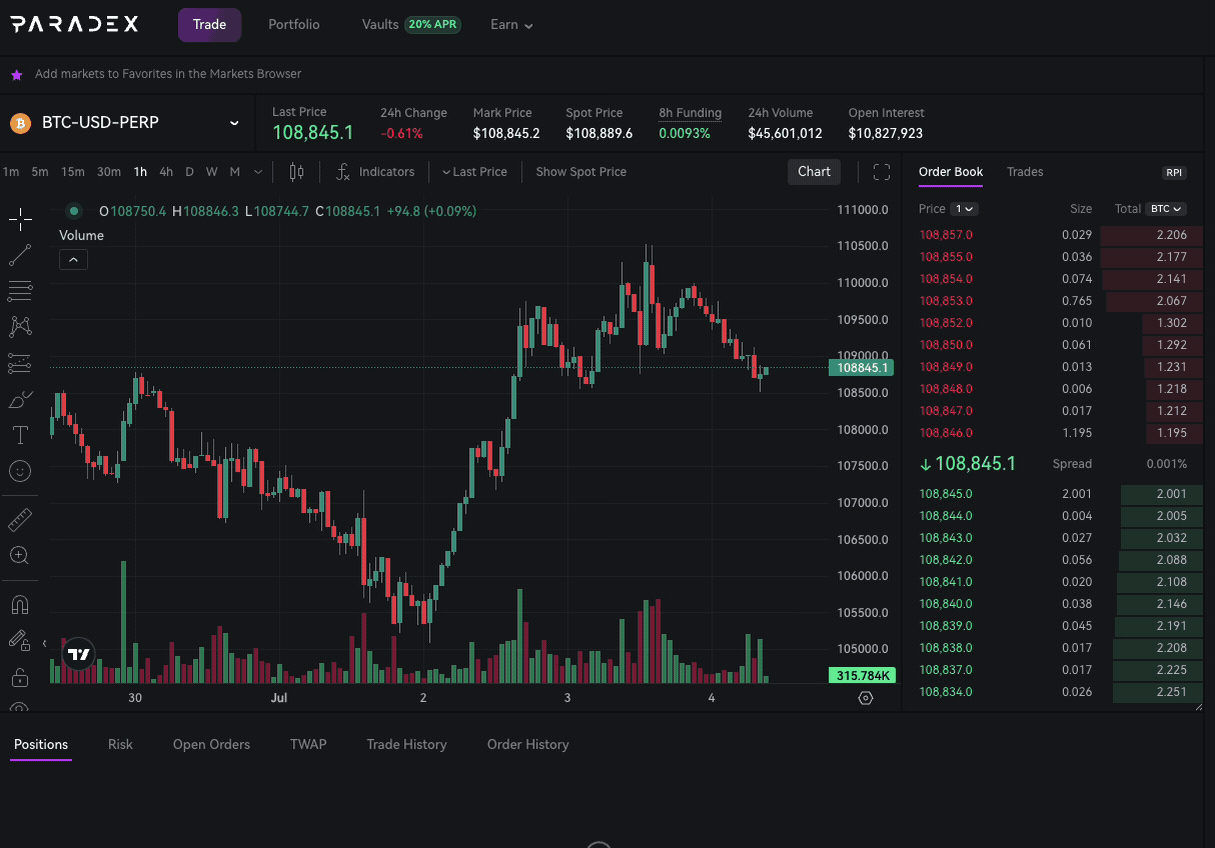 PARADEX Trade Portfolio Vaults 20% APR Earn
Add markets to Favorites in the Markets Browser
BTC-USD-PERP
Last Price 24h Change Mark Price Spot Price 8h Funding 24h Volume Open Interest
108,845.1 -0.61% $108,845.2 $108,889.6 0.0093% $45,601,012 $10,827,923
1m 5m 15m 30m 1h 4h D W M Indicators Last Price Show Spot Price Chart
O108750.4 H108846.3 L108744.7 C108845.1 +94.8 (+0.09%)
Volume
111000.0
110500.0
110000.0
109500.0
109000.0
108845.1
108500.0
108000.0
107500.0
107000.0
106500.0
106000.0
105500.0
105000.0
315.784K
30 Jul 2 3 4
Order Book Trades RPI
Price 1 Size Total BTC
108,857.0 0.029 2.206
108,855.0 0.036 2.177
108,854.0 0.074 2.141
108,853.0 0.765 2.067
108,852.0 0.010 1.302
108,850.0 0.061 1.292
108,849.0 0.013 1.231
108,848.0 0.006 1.218
108,847.0 0.017 1.212
108,846.0 1.195 1.195
↓108,845.1 Spread 0.001%
108,845.0 2.001 2.001
108,844.0 0.004 2.005
108,843.0 0.027 2.032
108,842.0 0.056 2.088
108,841.0 0.020 2.108
108,840.0 0.038 2.146
108,839.0 0.045 2.191
108,838.0 0.017 2.208
108,837.0 0.017 2.225
108,834.0 0.026 2.251
Positions Risk Open Orders TWAP Trade History Order History